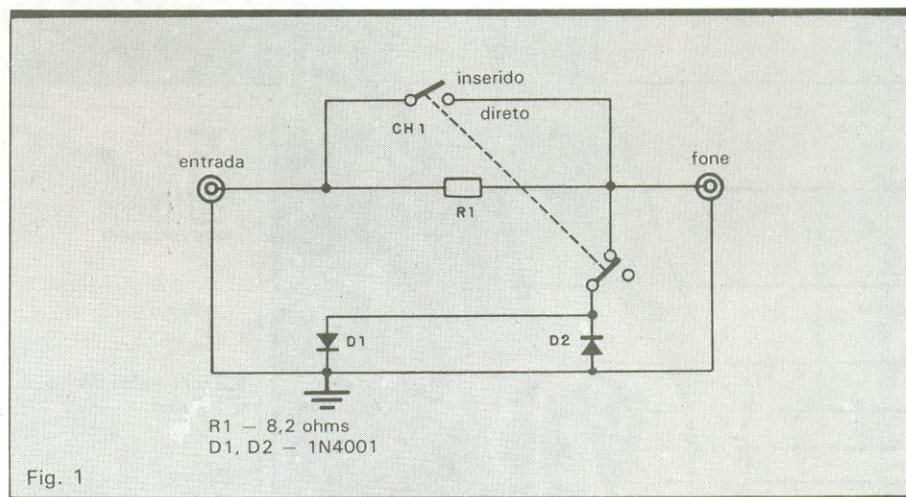 inserido
direto
CH1
entrada
fone
R1
D1
D2
R1 – 8,2 ohms
D1, D2 – 1N4001
Fig. 1